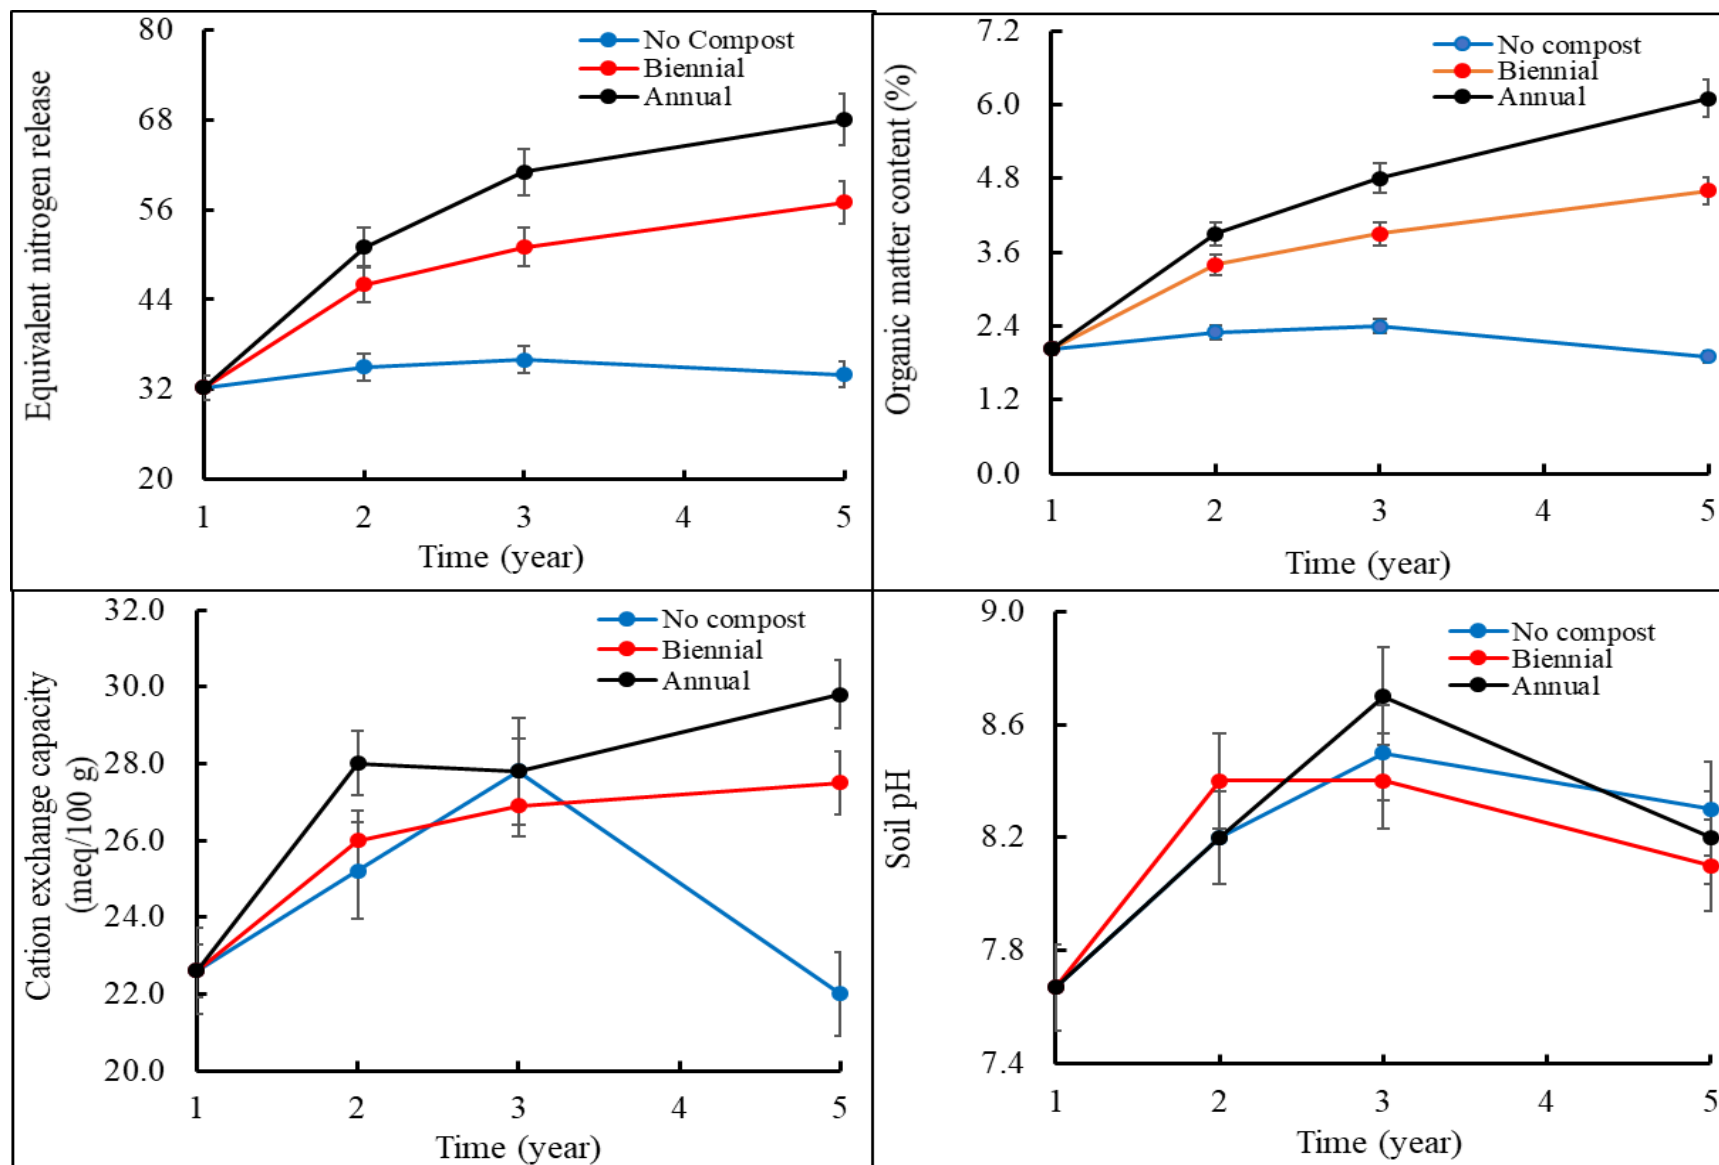 80
68
56
44
32
20
Equivalent nitrogen release
No Compost
Biennial
Annual
1 2 3 4 5
Time (year)
7.2
6.0
4.8
3.6
2.4
1.2
0.0
Organic matter content (%)
No compost
Biennial
Annual
1 2 3 4 5
Time (year)
32.0
30.0
28.0
26.0
24.0
22.0
20.0
Cation exchange capacity
(meq/100 g)
No compost
Biennial
Annual
1 2 3 4 5
Time (year)
9.0
8.6
8.2
7.8
7.4
Soil pH
No compost
Biennial
Annual
1 2 3 4 5
Time (year)